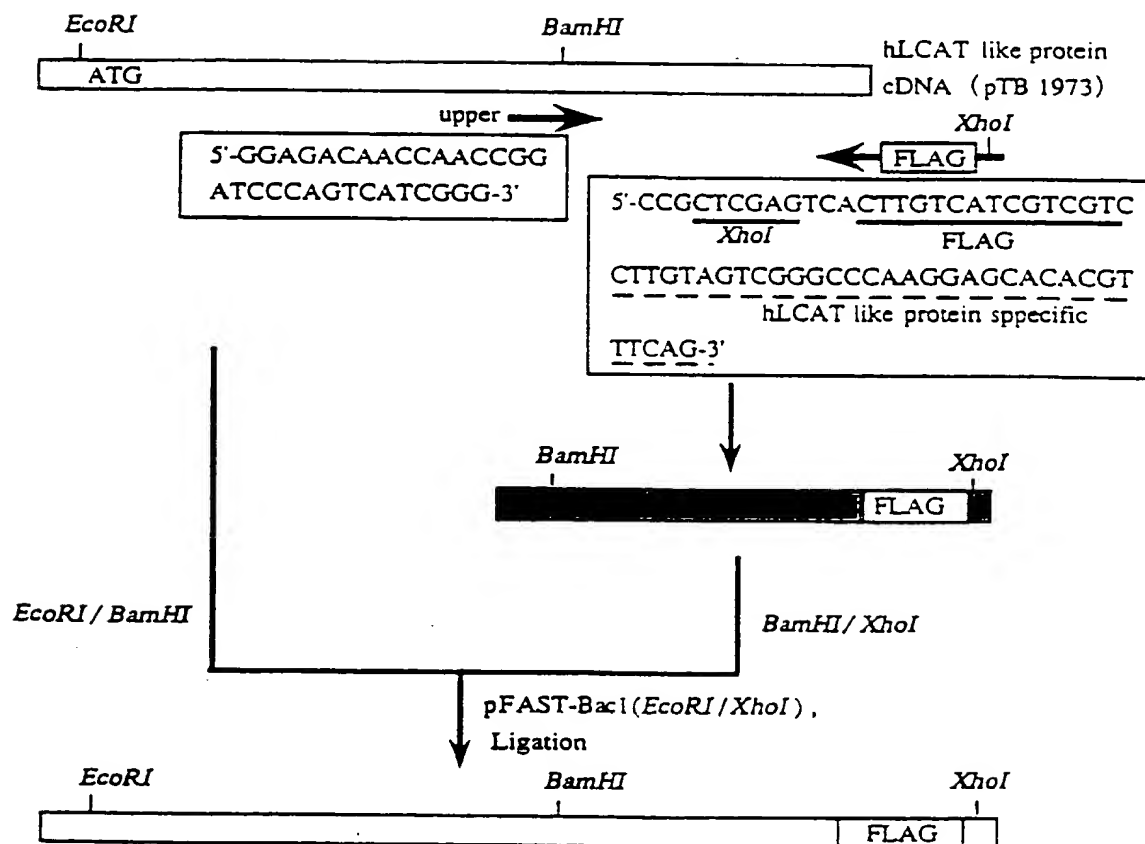 EcoRI
BamHI
ATG
hLCAT like protein
cDNA (pTB 1973)
upper
XhoI
FLAG
5'-GGAGACAACCAACCGG
ATCCCAGTCATCGGG-3'
5'-CCGCTCGAGTCACTTGTCATCGTCGTC
XhoI
FLAG
CTTGTAGTCGGGCCCAAGGAGCACACGT
hLCAT like protein sppecific
TTCAG-3'
BamHI
XhoI
FLAG
EcoRI / BamHI
BamHI / XhoI
pFAST-Bac1(EcoRI/XhoI),
Ligation
EcoRI
BamHI
XhoI
FLAG